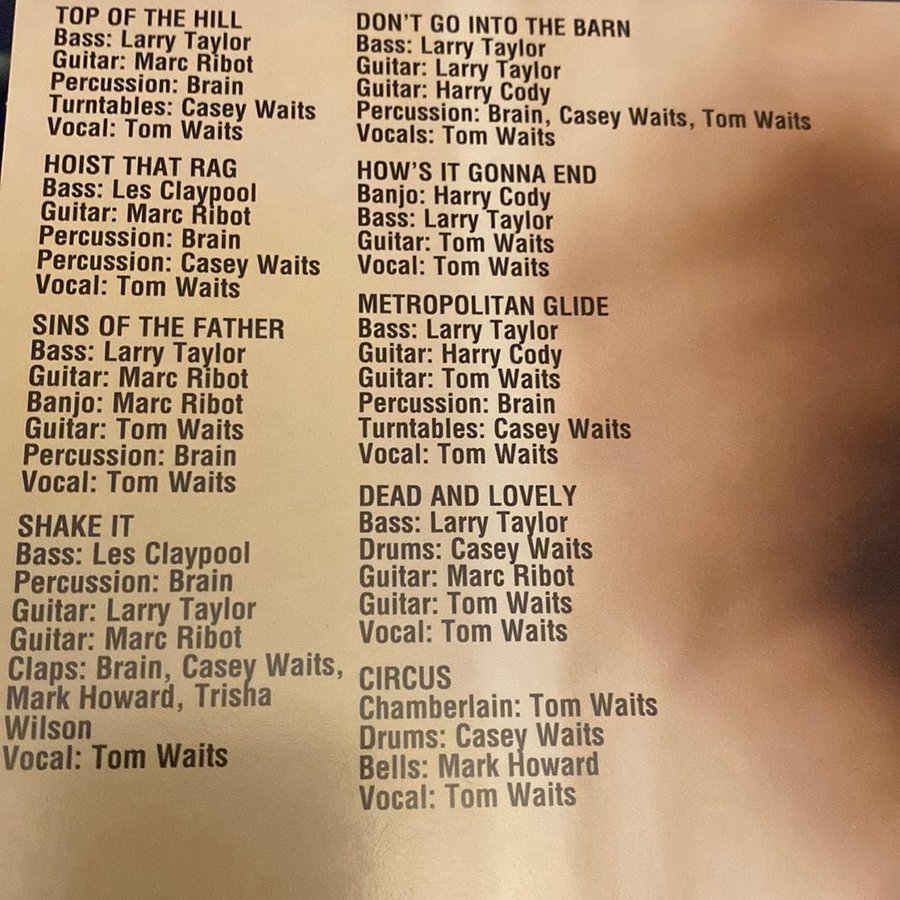 TOP OF THE HILL
Bass: Larry Taylor
Guitar: Marc Ribot
Percussion: Brain
Turntables: Casey Waits
Vocal: Tom Waits
HOIST THAT RAG
Bass: Les Claypool
Guitar: Marc Ribot
Percussion: Brain
Percussion: Casey Waits
Vocal: Tom Waits
SINS OF THE FATHER
Bass: Larry Taylor
Guitar: Marc Ribot
Banjo: Marc Ribot
Guitar: Tom Waits
Percussion: Brain
Vocal: Tom Waits
SHAKE IT
Bass: Les Claypool
Percussion: Brain
Guitar: Larry Taylor
Guitar: Marc Ribot
Claps: Brain, Casey Waits,
Mark Howard, Trisha
Wilson
Vocal: Tom Waits
DON'T GO INTO THE BARN
Bass: Larry Taylor
Guitar: Larry Taylor
Guitar: Harry Cody
Percussion: Brain, Casey Waits, Tom Waits
Vocals: Tom Waits
HOW'S IT GONNA END
Banjo: Harry Cody
Bass: Larry Taylor
Guitar: Tom Waits
Vocal: Tom Waits
METROPOLITAN GLIDE
Bass: Larry Taylor
Guitar: Harry Cody
Guitar: Tom Waits
Percussion: Brain
Turntables: Casey Waits
Vocal: Tom Waits
DEAD AND LOVELY
Bass: Larry Taylor
Drums: Casey Waits
Guitar: Marc Ribot
Guitar: Tom Waits
Vocal: Tom Waits
CIRCUS
Chamberlain: Tom Waits
Drums: Casey Waits
Bells: Mark Howard
Vocal: Tom Waits